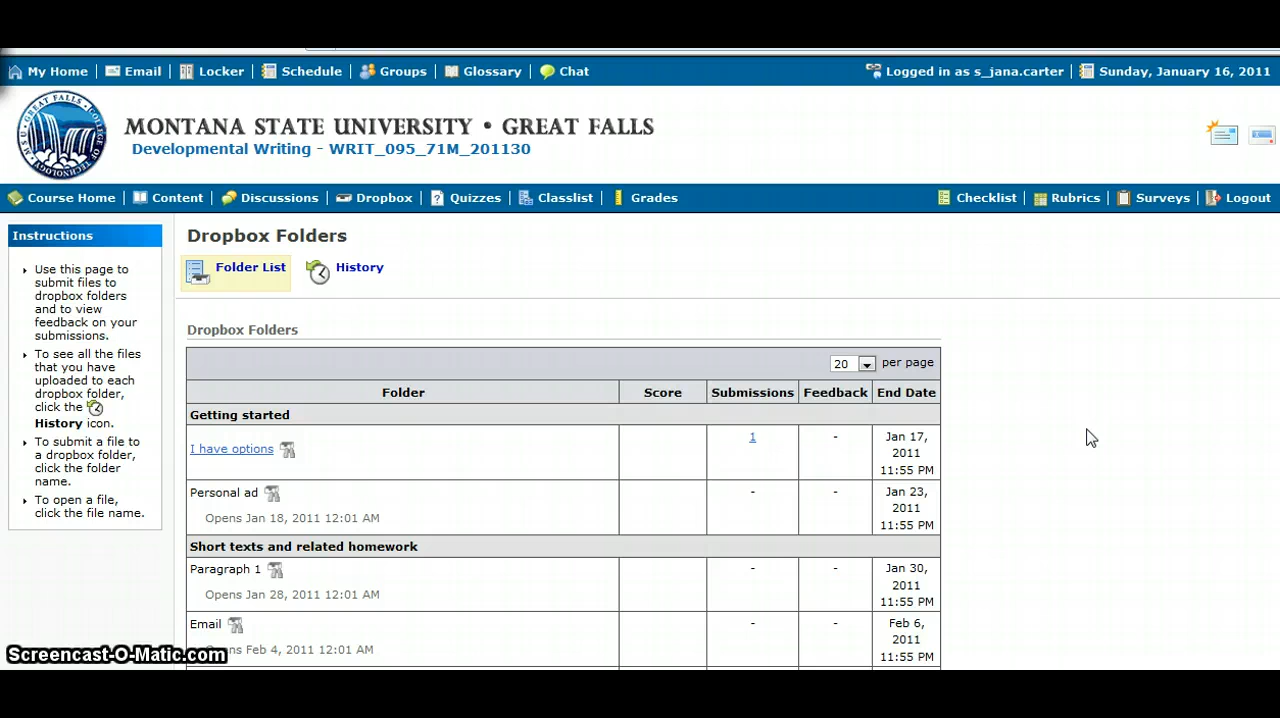 My Home Email Locker Schedule Groups Glossary Chat Logged in as s_jana.carter Sunday, January 16, 2011
MSU - GREAT FALLS
COLLEGE OF TECHNOLOGY
MONTANA STATE UNIVERSITY • GREAT FALLS
Developmental Writing - WRIT_095_71M_201130
Course Home Content Discussions Dropbox Quizzes Classlist Grades Checklist Rubrics Surveys Logout
Instructions
Use this page to
submit files to
dropbox folders
and to view
feedback on your
submissions.
To see all the files
that you have
uploaded to each
dropbox folder,
click the
History icon.
To submit a file to
a dropbox folder,
click the folder
name.
To open a file,
click the file name.
Dropbox Folders
Folder List History
Dropbox Folders
20 per page
Folder Score Submissions Feedback End Date
Getting started
I have options 1 - Jan 17,
2011
11:55 PM
Personal ad - - Jan 23,
2011
Opens Jan 18, 2011 12:01 AM 11:55 PM
Short texts and related homework
Paragraph 1 - - Jan 30,
2011
Opens Jan 28, 2011 12:01 AM 11:55 PM
Email - - Feb 6,
2011
Opens Feb 4, 2011 12:01 AM 11:55 PM
Screencast-O-Matic.com